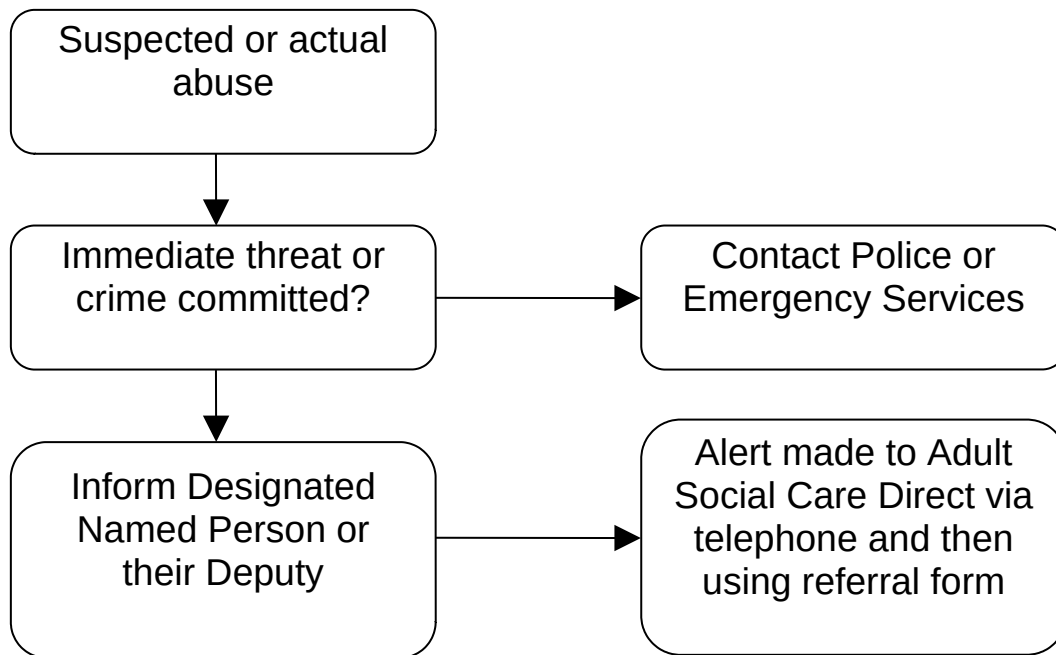 Suspected or actual
abuse
Immediate threat or
crime committed?
Contact Police or
Emergency Services
Inform Designated
Named Person or
their Deputy
Alert made to Adult
Social Care Direct via
telephone and then
using referral form